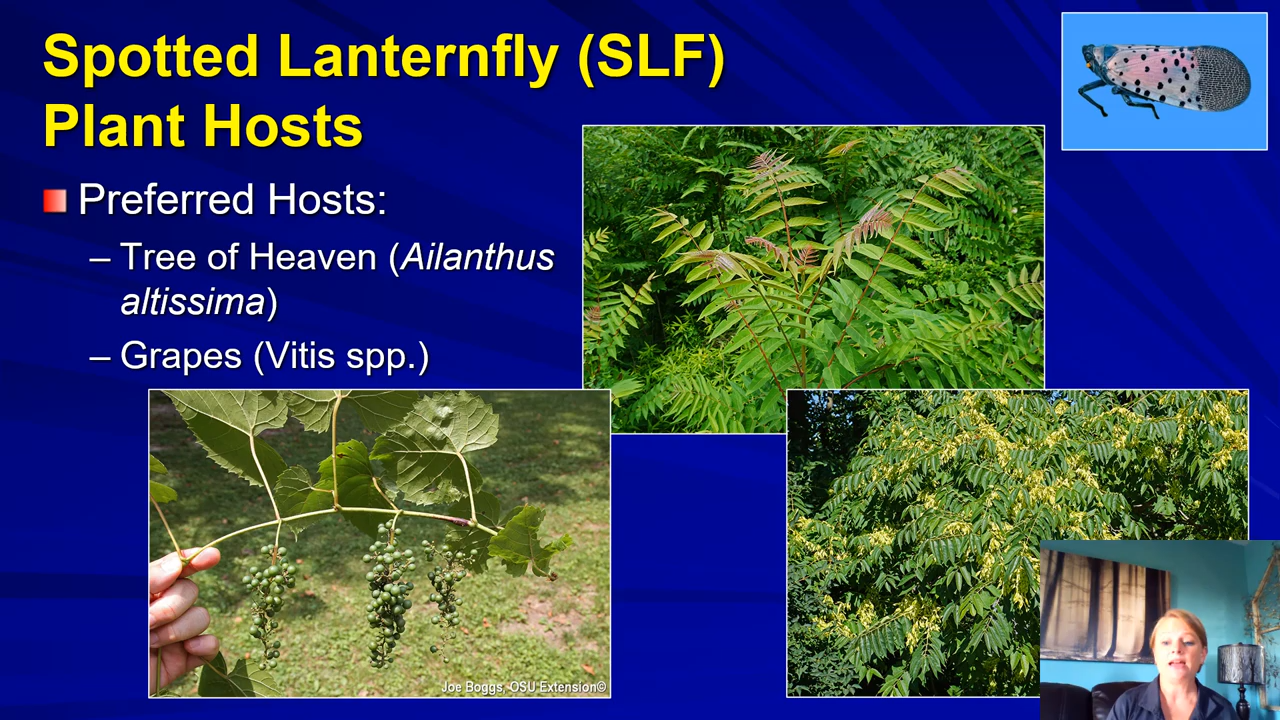 Spotted Lanternfly (SLF)
Plant Hosts
Preferred Hosts:
– Tree of Heaven (Ailanthus
altissima)
– Grapes (Vitis spp.)
Joe Boggs, OSU Extension©